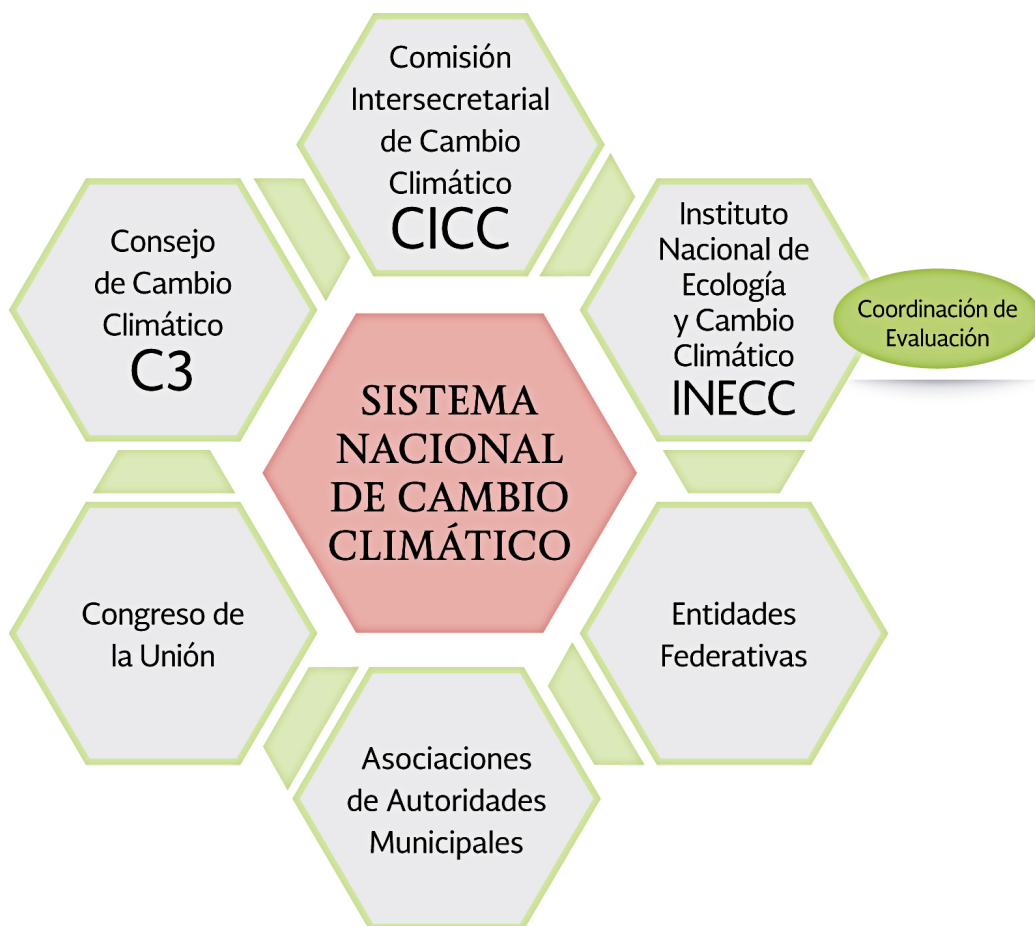 Comisión
Intersecretarial
de Cambio
Climático
CICC
Instituto
Nacional de
Ecología
y Cambio
Climático
INECC
Coordinación de
Evaluación
Consejo
de Cambio
Climático
C3
SISTEMA
NACIONAL
DE CAMBIO
CLIMÁTICO
Congreso de
la Unión
Entidades
Federativas
Asociaciones
de Autoridades
Municipales